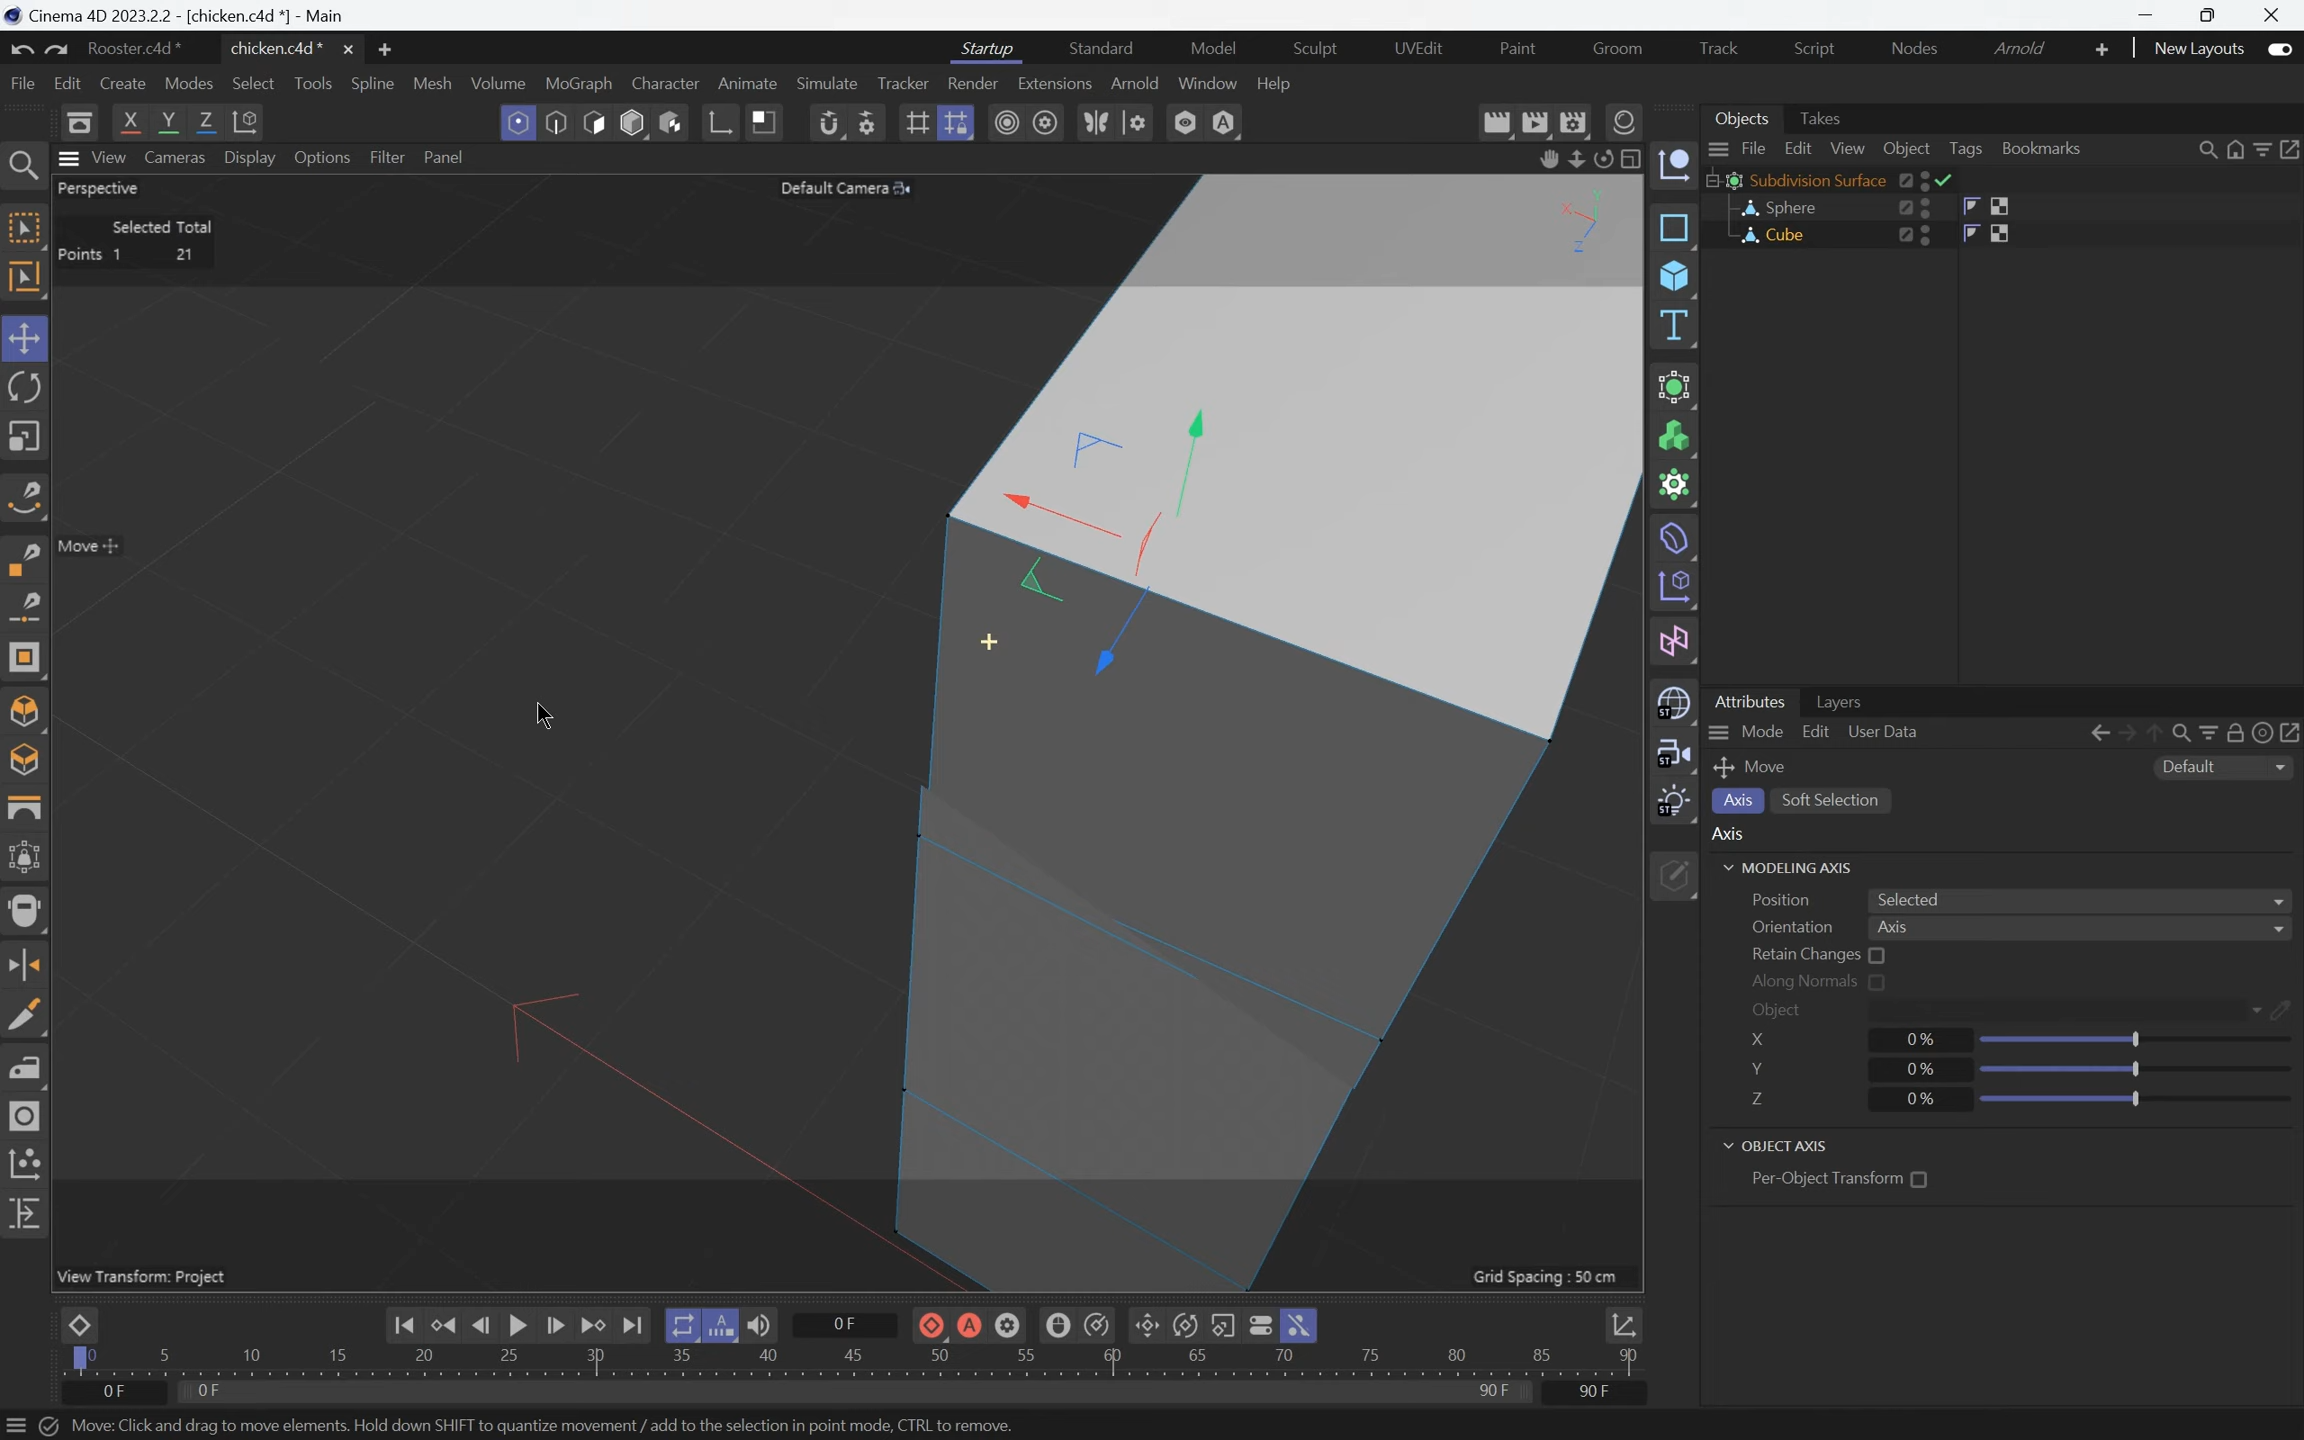 Cinema 4D 2023.2.2 - [chicken.c4d *] - Main
Rooster.c4d * chicken.c4d *
Startup Standard Model Sculpt UVEdit Paint Groom Track Script Nodes Arnold New Layouts
File Edit Create Modes Select Tools Spline Mesh Volume MoGraph Character Animate Simulate Tracker Render Extensions Arnold Window Help
X Y Z
Objects Takes
View Cameras Display Options Filter Panel
File Edit View Object Tags Bookmarks
Perspective
Default Camera
Subdivision Surface
Sphere
Cube
X Y Z
Selected Total
Points 1 21
Move
View Transform: Project
Grid Spacing : 50 cm
ST
ST
ST
Attributes Layers
Mode Edit User Data
Move Default
Axis Soft Selection
Axis
MODELING AXIS
Position Selected
Orientation Axis
Retain Changes
Along Normals
Object
X 0 %
Y 0 %
Z 0 %
OBJECT AXIS
Per-Object Transform
0 F
0 5 10 15 20 25 30 35 40 45 50 55 60 65 70 75 80 85 90
0 F 0 F 90 F 90 F
Move: Click and drag to move elements. Hold down SHIFT to quantize movement / add to the selection in point mode, CTRL to remove.